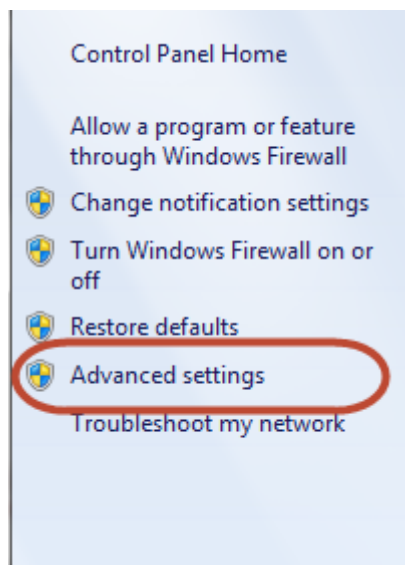 Control Panel Home
Allow a program or feature
through Windows Firewall
Change notification settings
Turn Windows Firewall on or
off
Restore defaults
Advanced settings
Troubleshoot my network